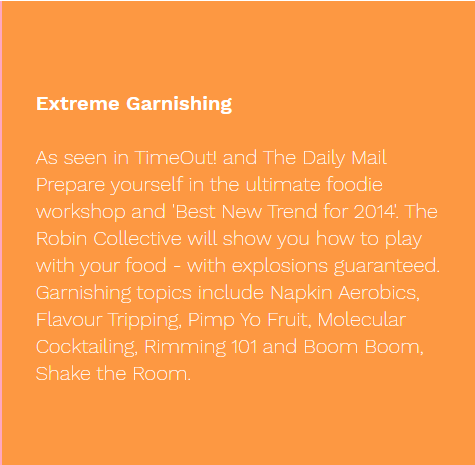 Extreme Garnishing
As seen in TimeOut! and The Daily Mail
Prepare yourself in the ultimate foodie
workshop and 'Best New Trend for 2014'. The
Robin Collective will show you how to play
with your food - with explosions guaranteed.
Garnishing topics include Napkin Aerobics,
Flavour Tripping, Pimp Yo Fruit, Molecular
Cocktailing, Rimming 101 and Boom Boom,
Shake the Room.